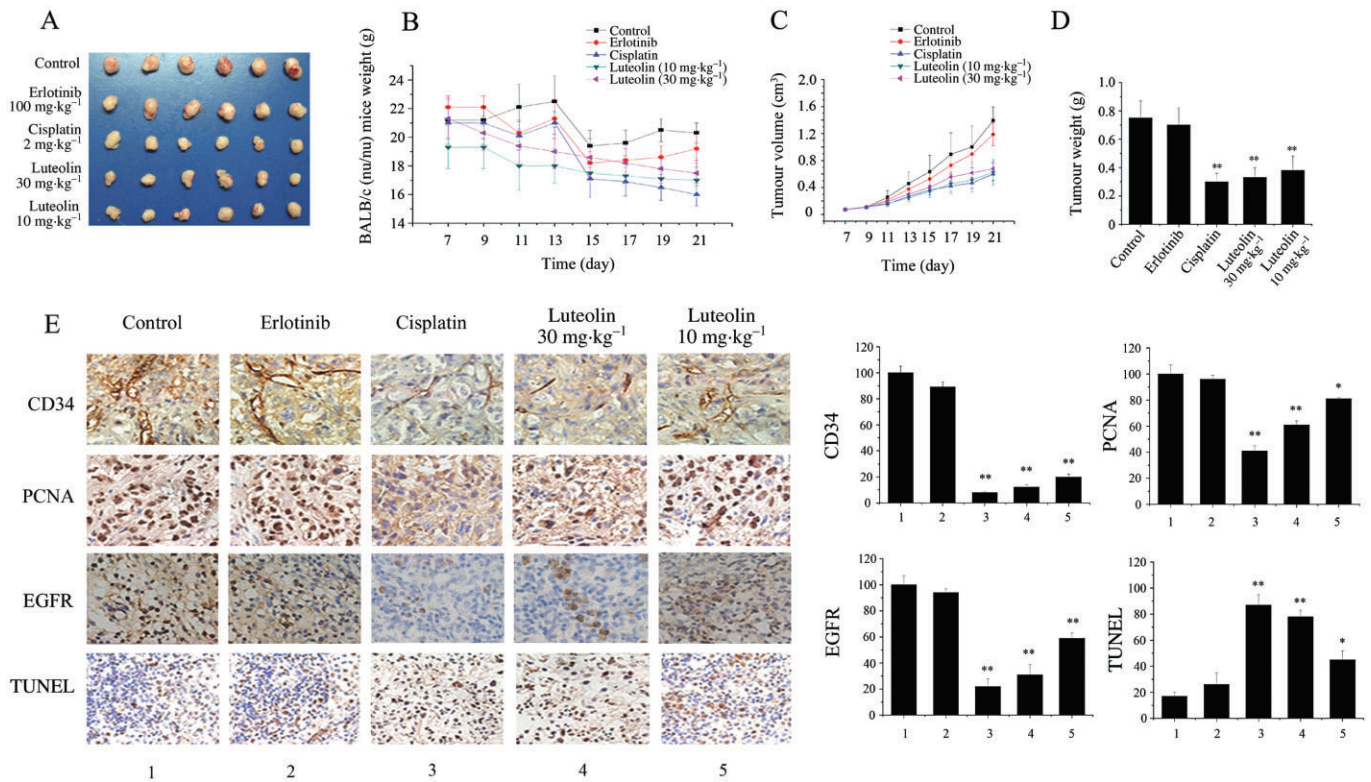 A
Control
Erlotinib
100 mg·kg⁻¹
Cisplatin
2 mg·kg⁻¹
Luteolin
30 mg·kg⁻¹
Luteolin
10 mg·kg⁻¹
B
Control
Erlotinib
Cisplatin
Luteolin (10 mg·kg⁻¹)
Luteolin (30 mg·kg⁻¹)
BALB/c (nu/nu) mice weight (g)
24
22
20
18
16
14
7 9 11 13 15 17 19 21
Time (day)
C
Control
Erlotinib
Cisplatin
Luteolin (10 mg·kg⁻¹)
Luteolin (30 mg·kg⁻¹)
Tumour volume (cm³)
2.0
1.6
1.2
0.8
0.4
0
7 9 11 13 15 17 19 21
Time (day)
D
Tumour weight (g)
1.0
0.8
0.6
0.4
0.2
0
** ** **
Control
Erlotinib
Cisplatin
Luteolin
30 mg·kg⁻¹
Luteolin
10 mg·kg⁻¹
E
Control Erlotinib Cisplatin Luteolin
30 mg·kg⁻¹
Luteolin
10 mg·kg⁻¹
CD34
PCNA
EGFR
TUNEL
1 2 3 4 5
CD34
120
100
80
60
40
20
0
** ** **
1 2 3 4 5
PCNA
120
100
80
60
40
20
0
** ** *
1 2 3 4 5
EGFR
120
100
80
60
40
20
0
** ** **
1 2 3 4 5
TUNEL
120
100
80
60
40
20
0
** ** *
1 2 3 4 5